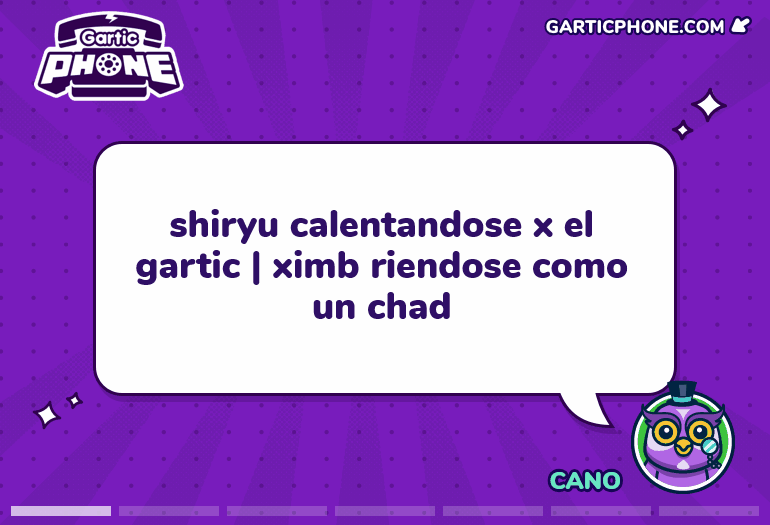 Gartic
PHONE
GARTICPHONE.COM
shiryu calentandose x el
gartic | ximb riendose como
un chad
CANO